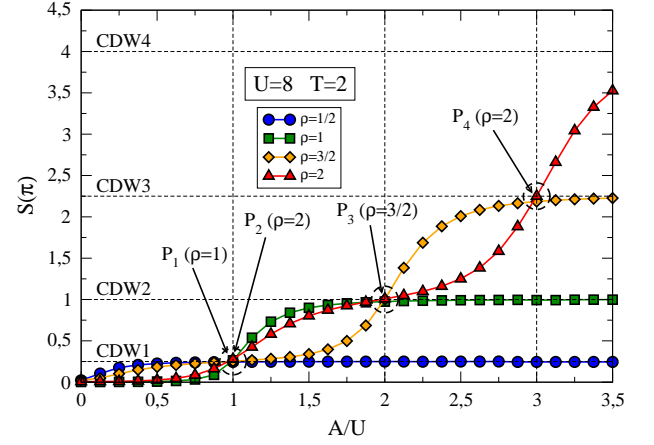 CDW4
U=8 T=2
ρ=1/2
ρ=1
ρ=3/2
ρ=2
P4 (ρ=2)
CDW3
P3 (ρ=3/2)
P2 (ρ=2)
P1 (ρ=1)
CDW2
CDW1
S(π)
4,5
4
3,5
3
2,5
2
1,5
1
0,5
0
0 0,5 1 1,5 2 2,5 3 3,5
A/U